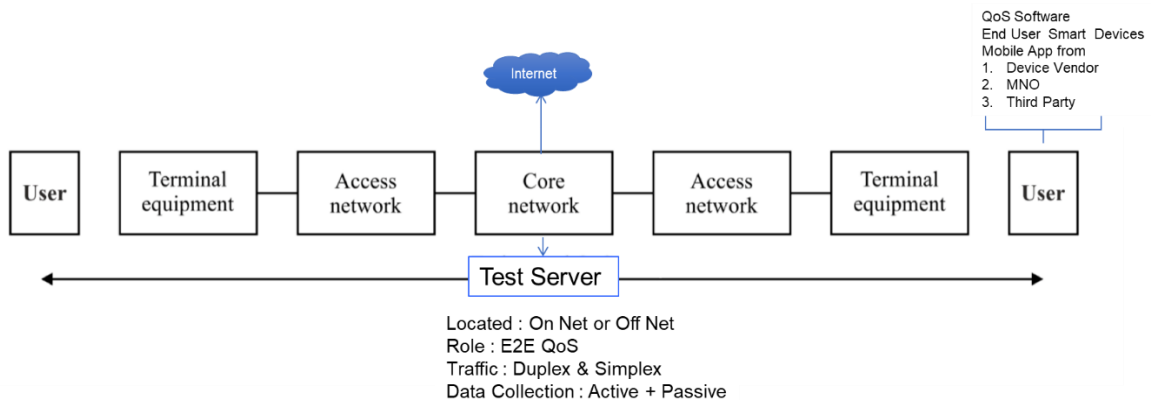 QoS Software
End User Smart Devices
Mobile App from
1. Device Vendor
2. MNO
3. Third Party
Internet
User
Terminal
equipment
Access
network
Core
network
Access
network
Terminal
equipment
User
Test Server
Located : On Net or Off Net
Role : E2E QoS
Traffic : Duplex & Simplex
Data Collection : Active + Passive